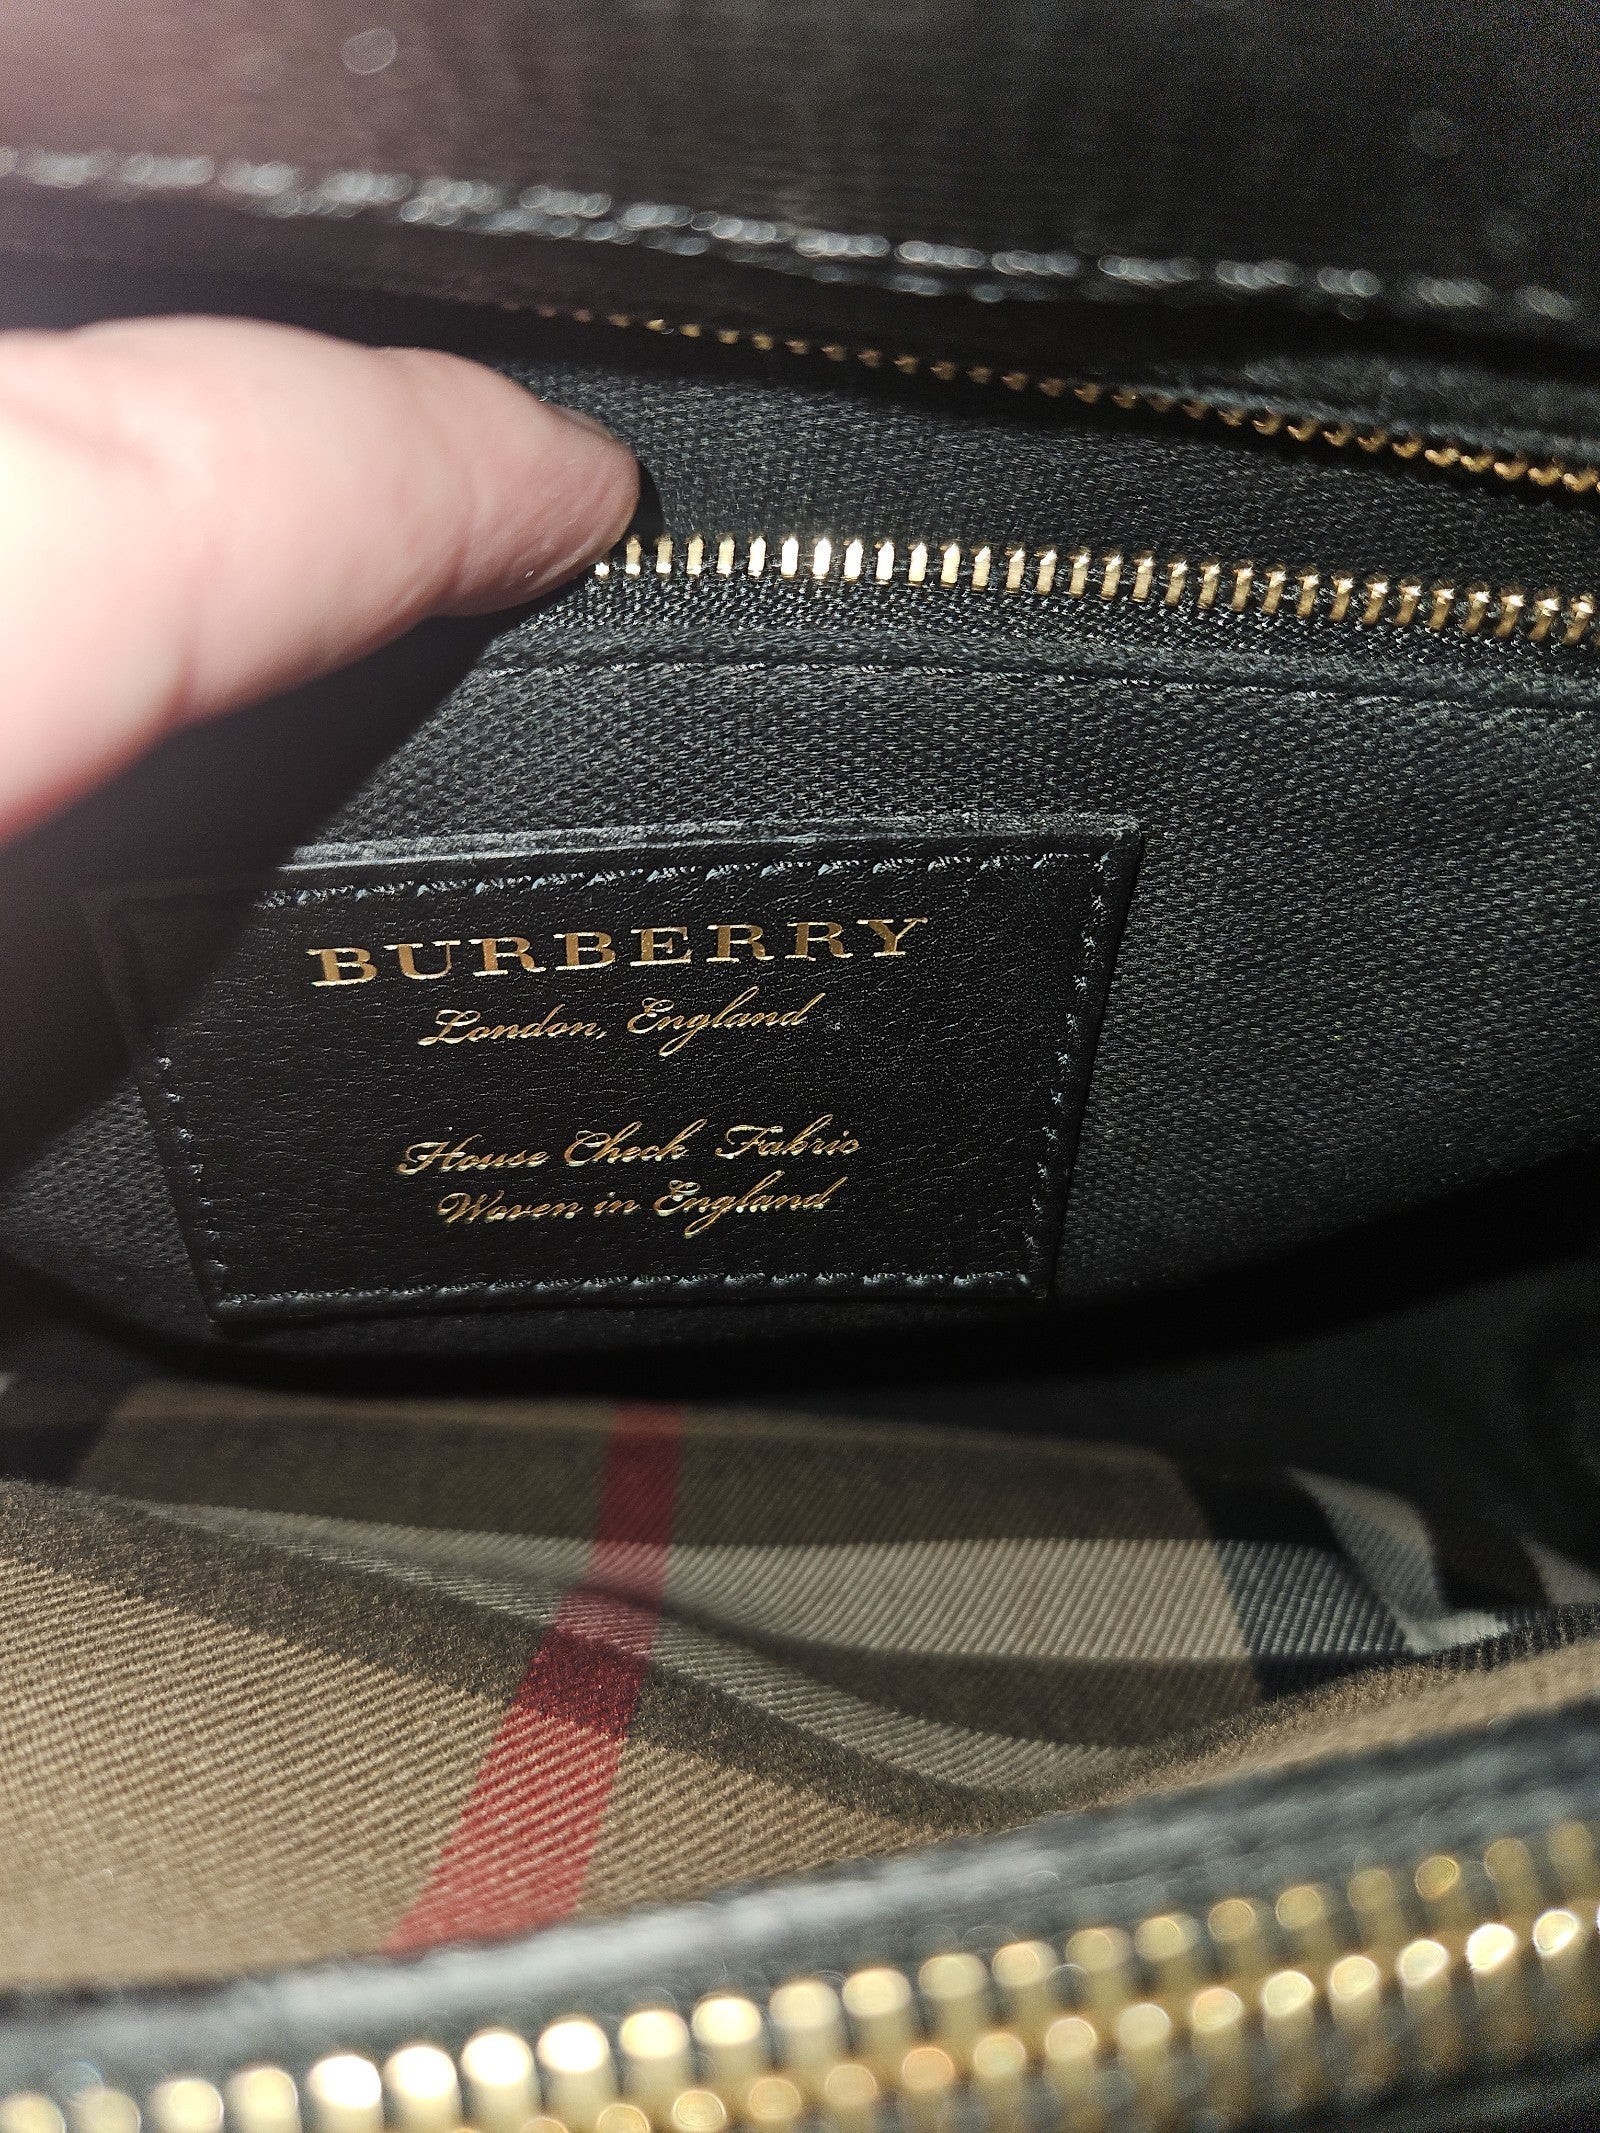 BURBERRY
London, England
House Check Fabric
Woven in England